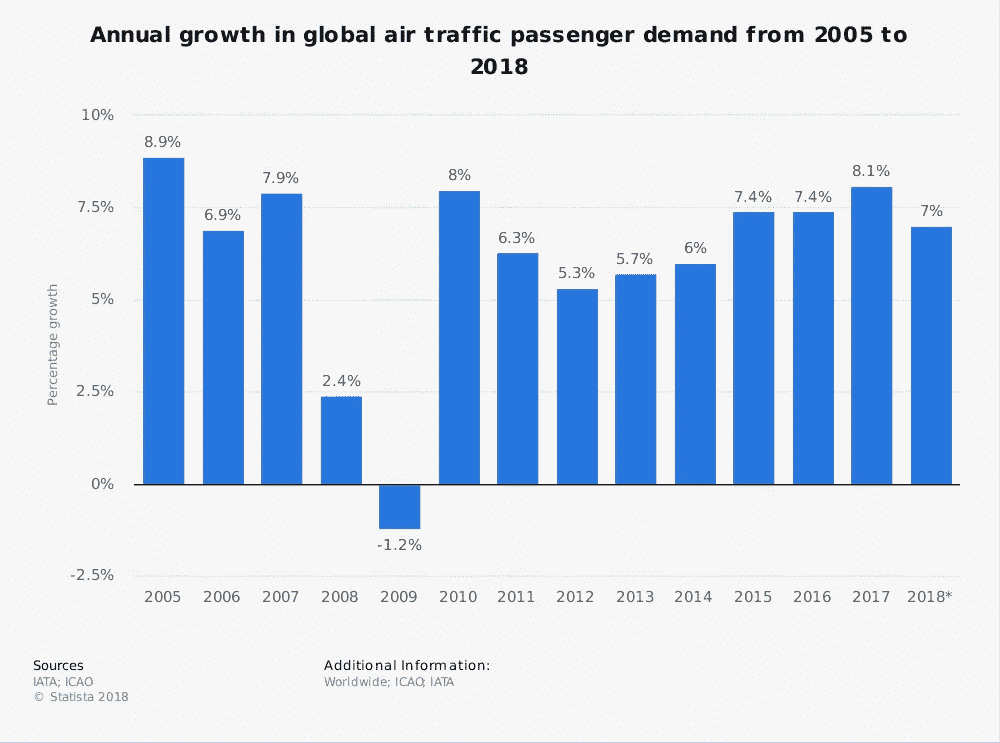 Annual growth in global air traffic passenger demand from 2005 to
2018
10%
7.5%
5%
2.5%
0%
-2.5%
Percentage growth
8.9%
6.9%
7.9%
2.4%
-1.2%
8%
6.3%
5.3%
5.7%
6%
7.4%
7.4%
8.1%
7%
2005 2006 2007 2008 2009 2010 2011 2012 2013 2014 2015 2016 2017 2018*
Sources
IATA; ICAO
© Statista 2018
Additional Information:
Worldwide; ICAO; IATA